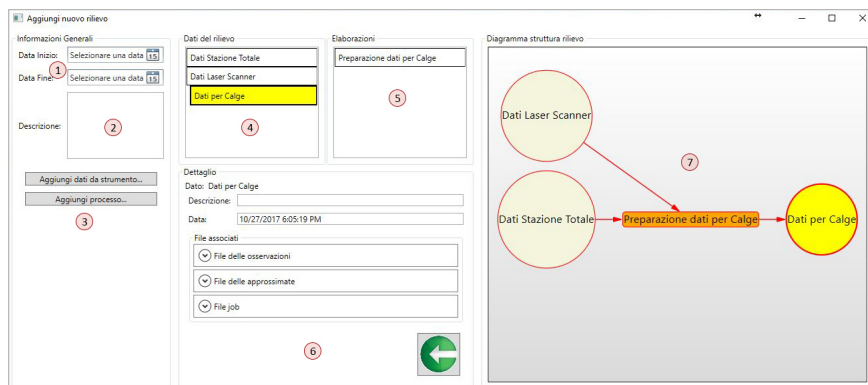 Aggiungi nuovo rilievo
Informazioni Generali
Data Inizio:
Selezionare una data
15
1
Data Fine:
Selezionare una data
15
Descrizione:
2
Aggiungi dati da strumento...
Aggiungi processo...
3
Dati del rilievo
Dati Stazione Totale
Dati Laser Scanner
Dati per Calge
4
Elaborazioni
Preparazione dati per Calge
5
Dettaglio
Dato: Dati per Calge
Descrizione:
Data:
10/27/2017 6:05:19 PM
File associati
File delle osservazioni
File delle approssimate
File job
6
Diagramma struttura rilievo
Dati Laser Scanner
7
Dati Stazione Totale
Preparazione dati per Calge
Dati per Calge